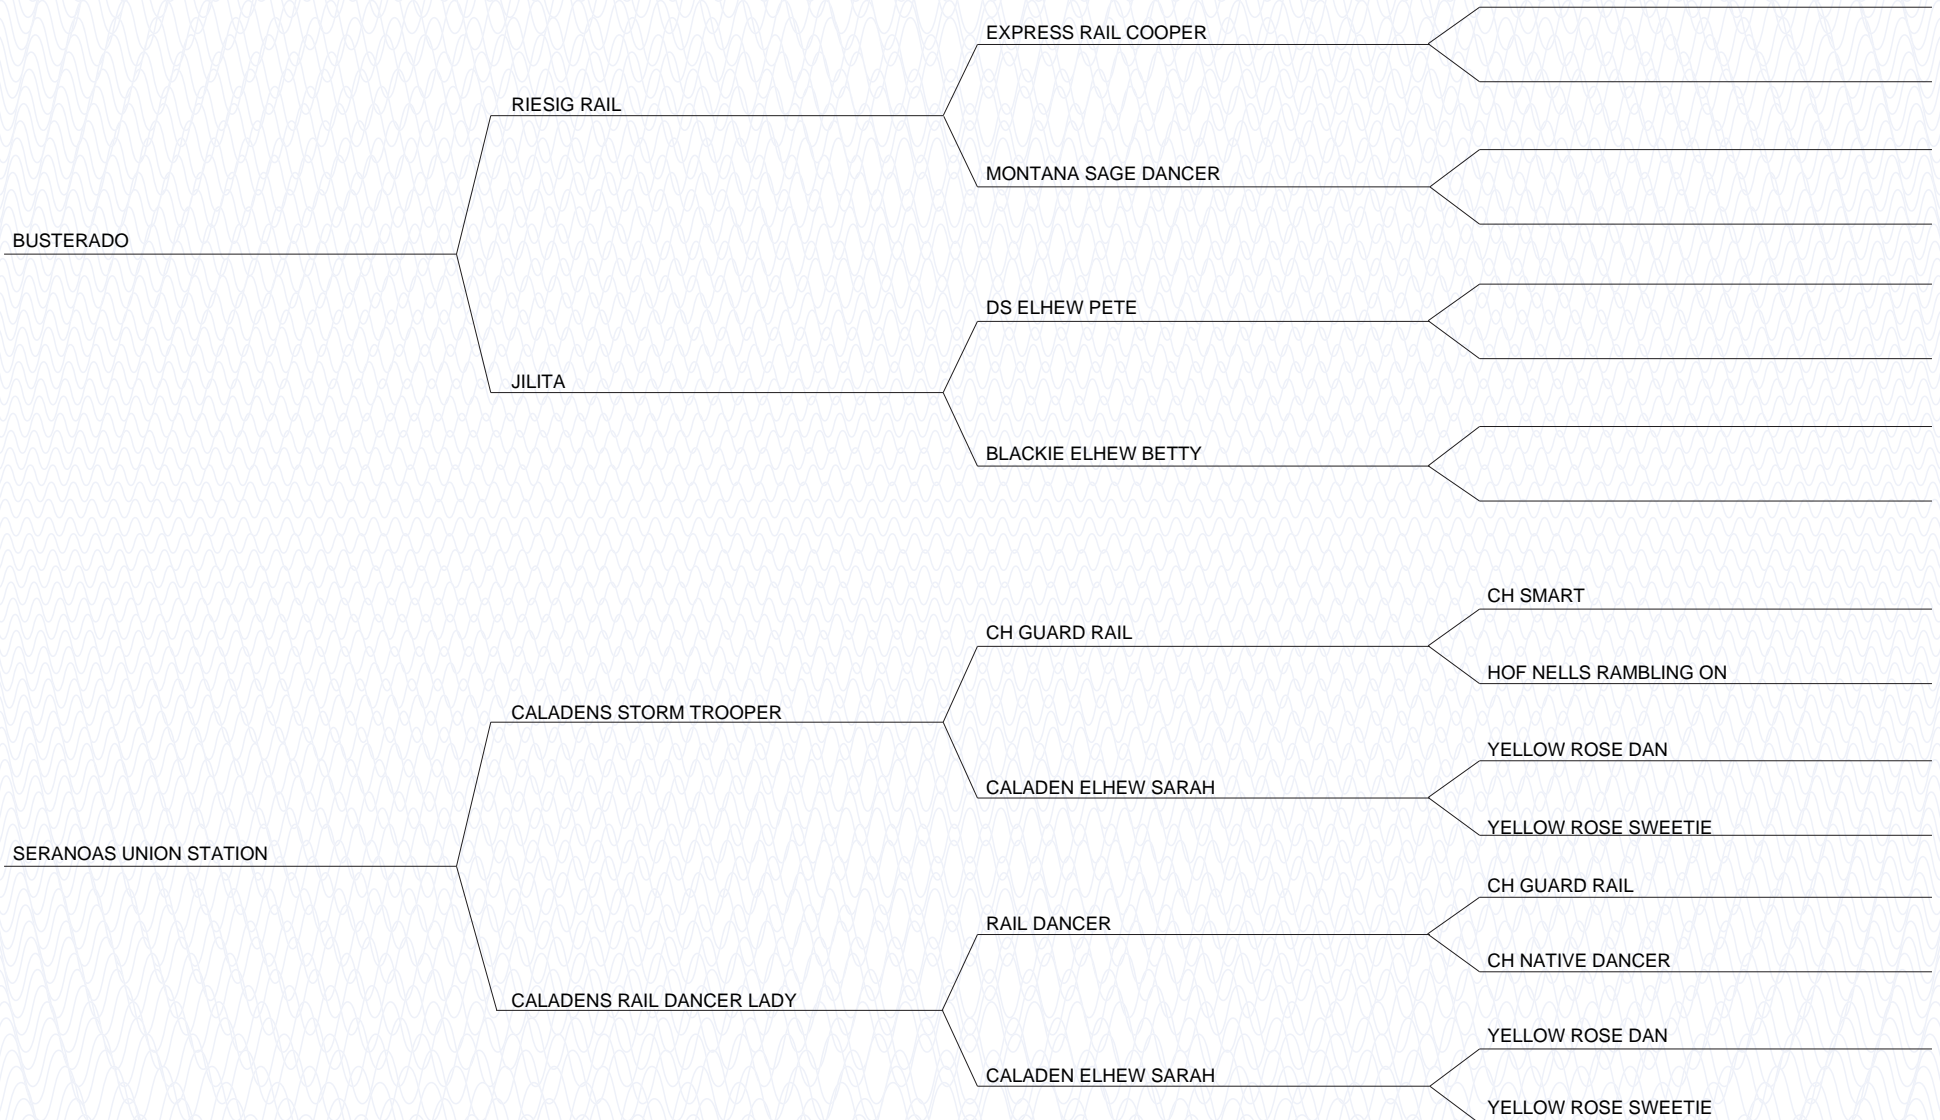 EXPRESS RAIL COOPER
RIESIG RAIL
MONTANA SAGE DANCER
BUSTERADO
DS ELHEW PETE
JILITA
BLACKIE ELHEW BETTY
CH SMART
CH GUARD RAIL
HOF NELLS RAMBLING ON
CALADENS STORM TROOPER
YELLOW ROSE DAN
CALADEN ELHEW SARAH
YELLOW ROSE SWEETIE
SERANOAS UNION STATION
CH GUARD RAIL
RAIL DANCER
CH NATIVE DANCER
CALADENS RAIL DANCER LADY
YELLOW ROSE DAN
CALADEN ELHEW SARAH
YELLOW ROSE SWEETIE